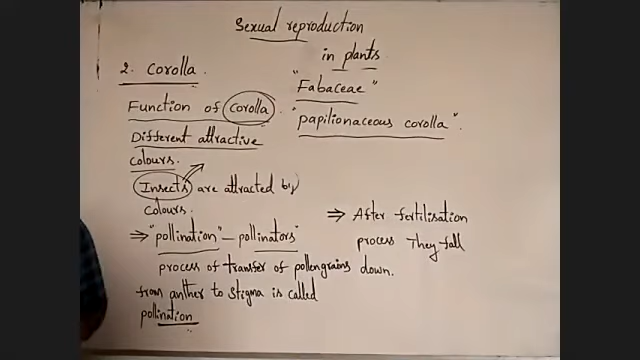 Sexual reproduction
in plants.
2. Corolla.
Function of Corolla.
Different attractive
colours.
Insects are attracted by
colours.
⇒ "pollination" – pollinators"
process of transfer of pollengrains
from anther to stigma is called
pollination
"Fabaceae"
"papilionaceous corolla".
⇒ After fertilisation
process They fall
down.